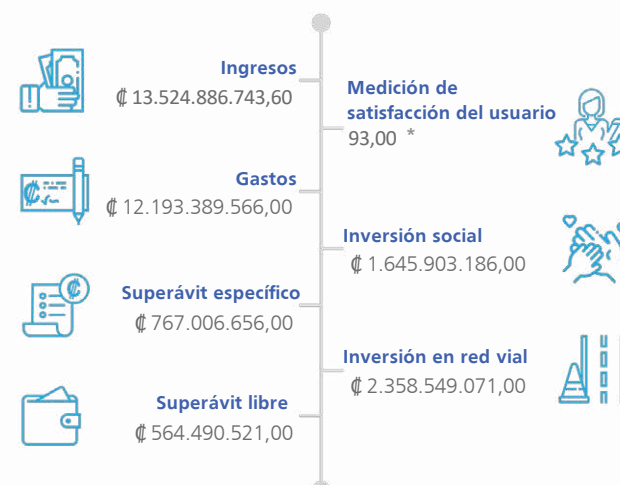 Ingresos
₡ 13.524.886.743,60
Gastos
₡ 12.193.389.566,00
Superávit específico
₡ 767.006.656,00
Superávit libre
₡ 564.490.521,00
Medición de
satisfacción del usuario
93,00 *
Inversión social
₡ 1.645.903.186,00
Inversión en red vial
₡ 2.358.549.071,00